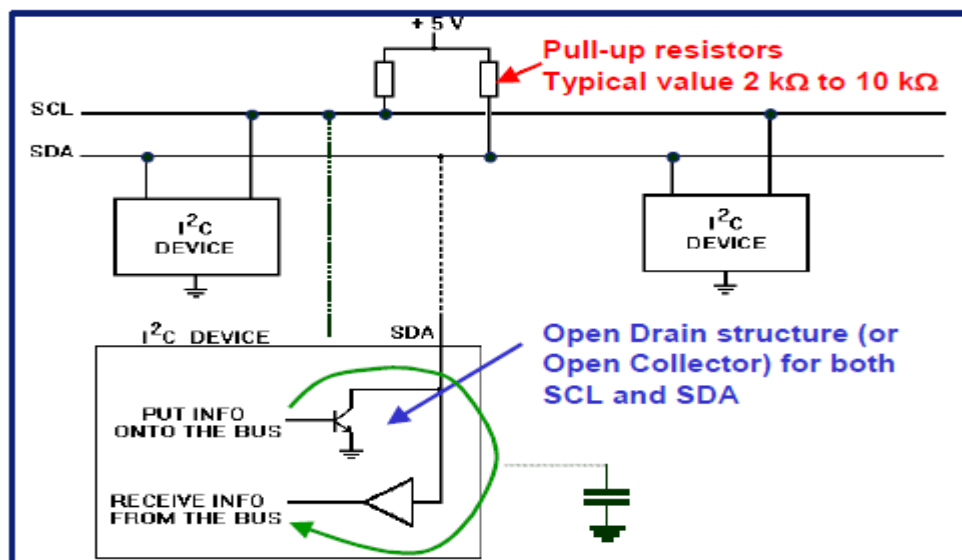 + 5 V
Pull-up resistors
Typical value 2 kΩ to 10 kΩ
SCL
SDA
I²C
DEVICE
I²C
DEVICE
I²C DEVICE
SDA
Open Drain structure (or
Open Collector) for both
SCL and SDA
PUT INFO
ONTO THE BUS
RECEIVE INFO
FROM THE BUS